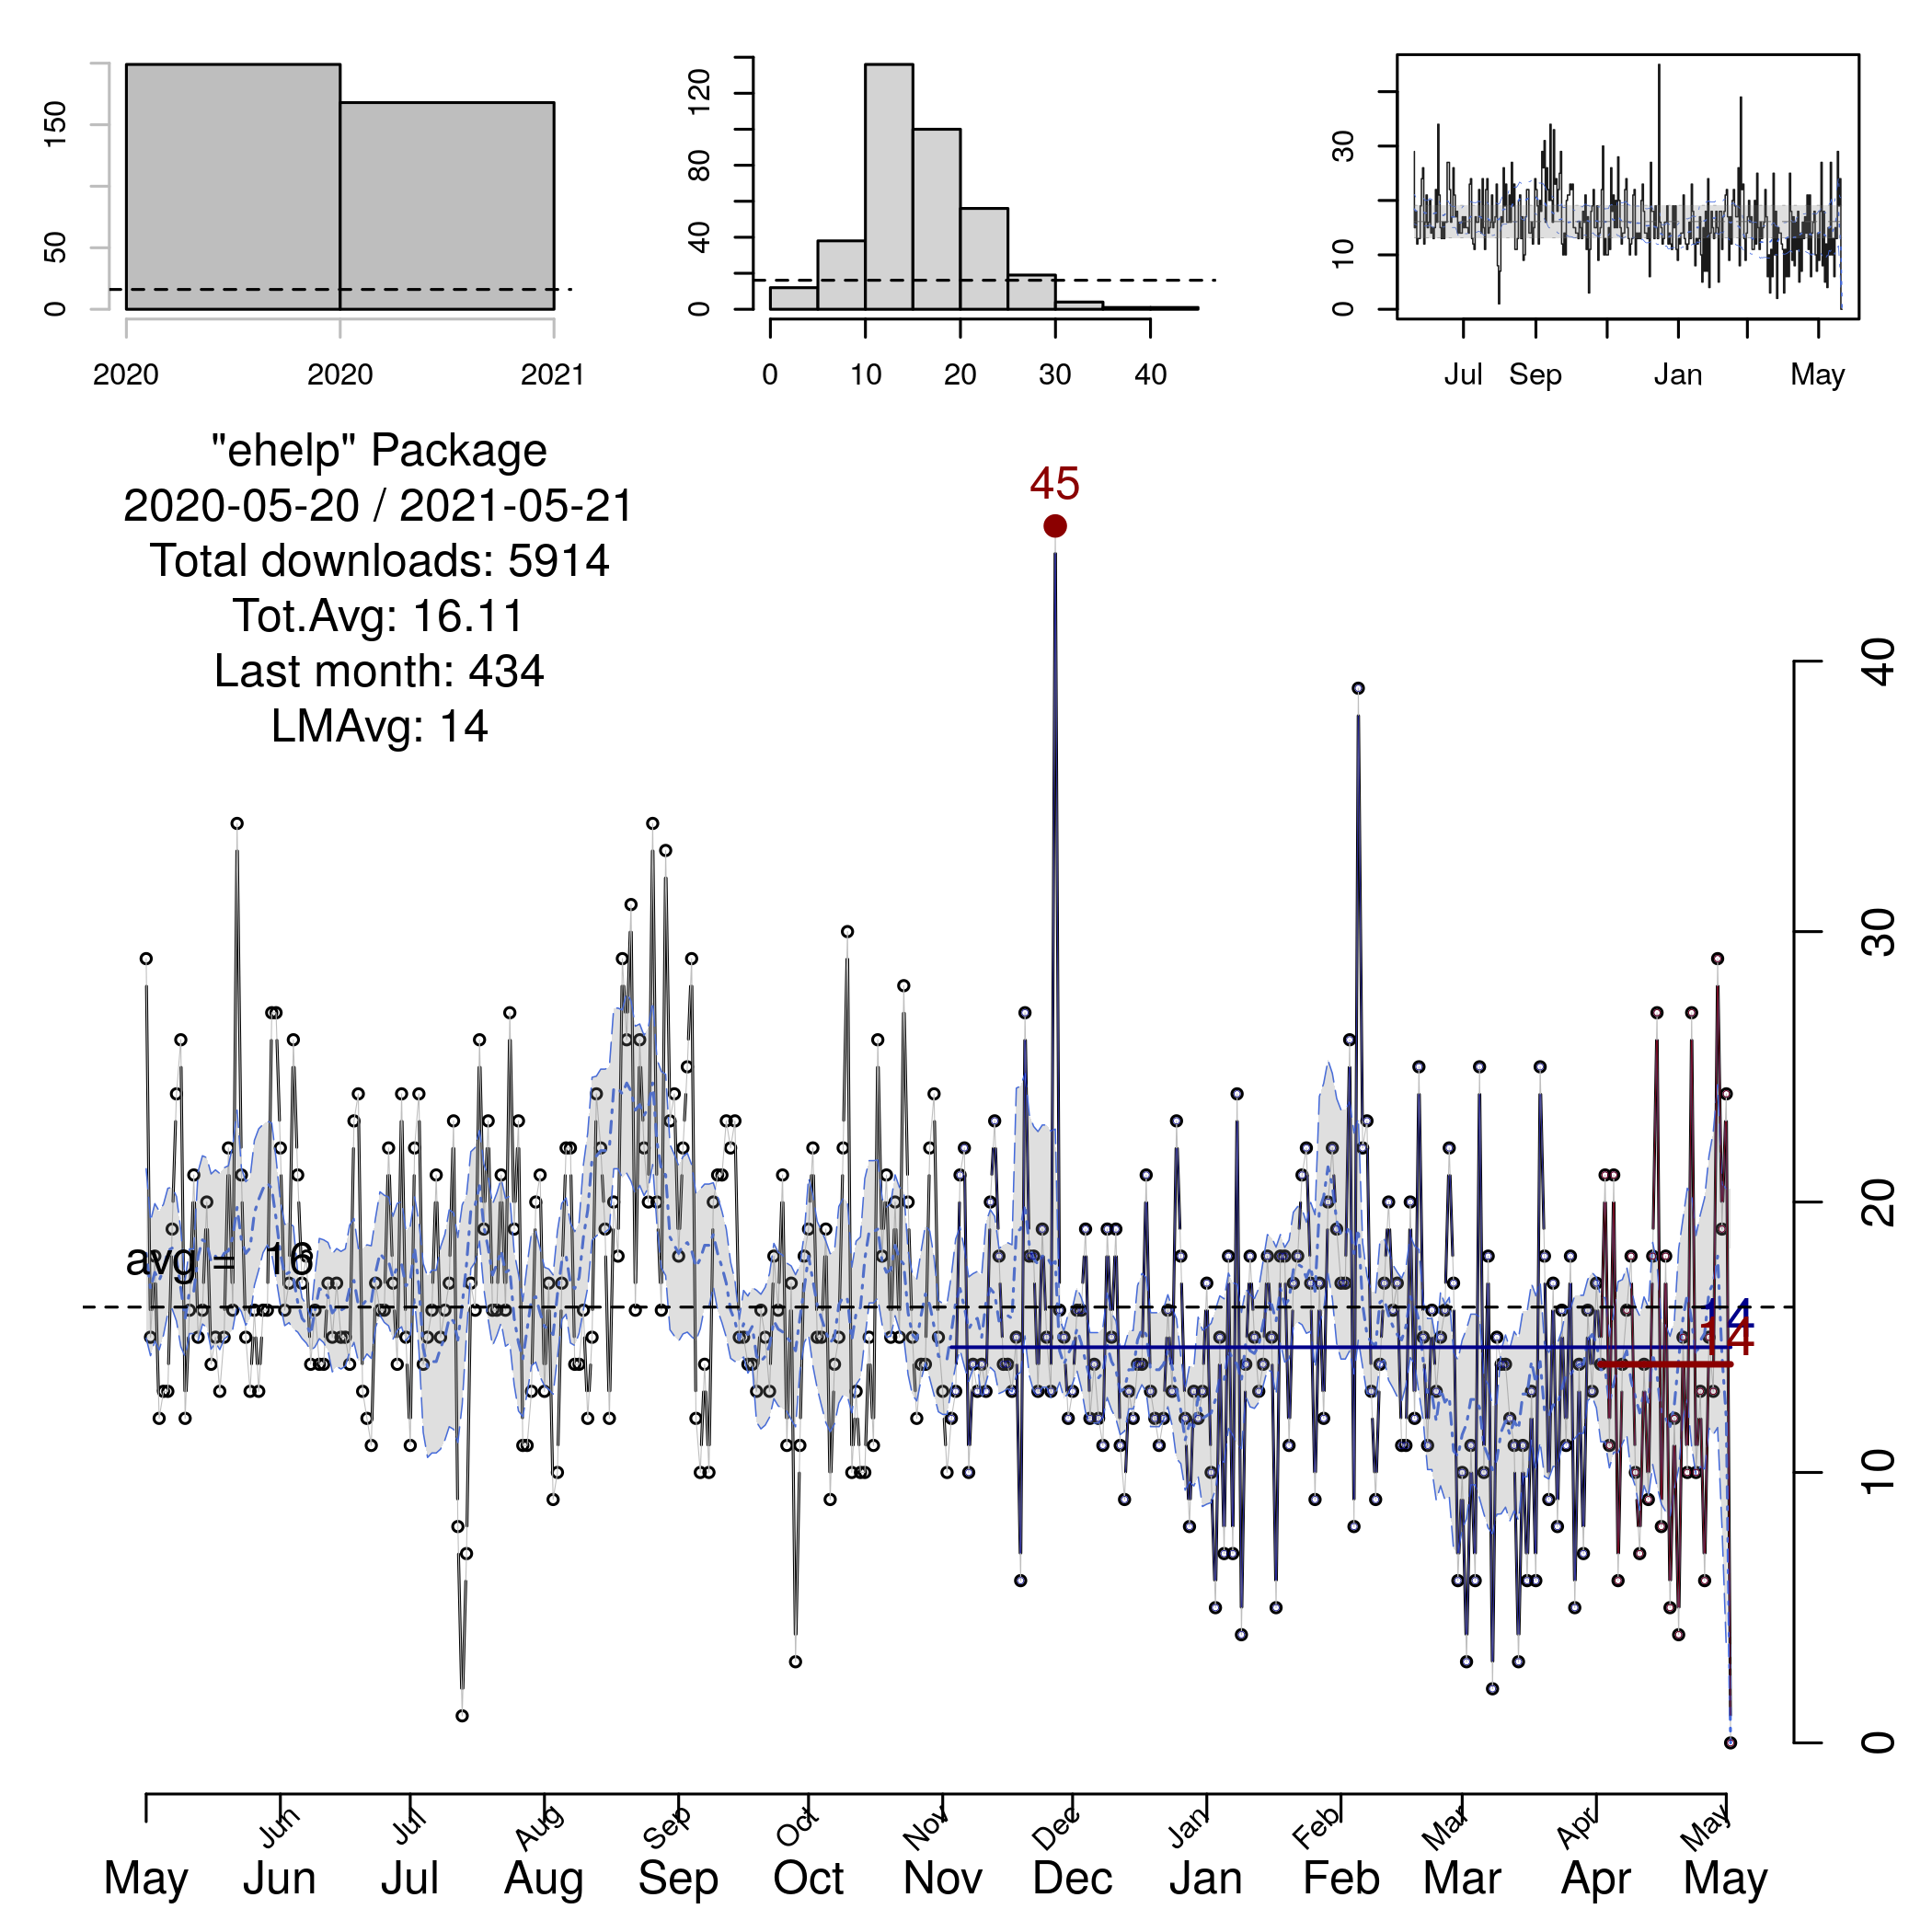 150
50
0
2020 2020 2021
120
80
40
0
0 10 20 30 40
30
10
0
Jul Sep Jan May
"ehelp" Package
2020-05-20 / 2021-05-21
Total downloads: 5914
Tot.Avg: 16.11
Last month: 434
LMAvg: 14
45
avg = 16
14
14
40
30
20
10
0
Jun Jul Aug Sep Oct Nov Dec Jan Feb Mar Apr May
May Jun Jul Aug Sep Oct Nov Dec Jan Feb Mar Apr May